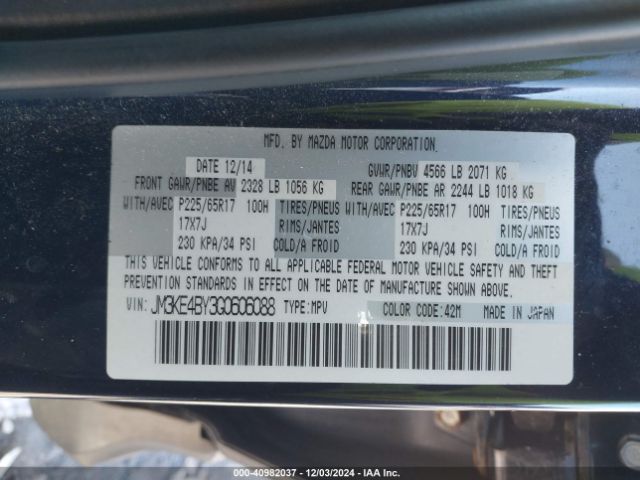 MFD. BY MAZDA MOTOR CORPORATION.
DATE 12/14 GVWR/PNBV 4566 LB 2071 KG
FRONT GAWR/PNBE AV 2328 LB 1056 KG REAR GAWR/PNBE AR 2244 LB 1018 KG
WITH/AVEC P225/65R17 100H TIRES/PNEUS WITH/AVEC P225/65R17 100H TIRES/PNEUS
17X7J RIMS/JANTES 17X7J RIMS/JANTES
230 KPA/34 PSI COLD/A FROID 230 KPA/34 PSI COLD/A FROID
THIS VEHICLE CONFORMS TO ALL APPLICABLE FEDERAL MOTOR VEHICLE SAFETY AND THEFT
PREVENTION STANDARDS IN EFFECT ON THE DATE OF MANUFACTURE SHOWN ABOVE.
VIN: JM3KE4BY3G0606088 TYPE: MPV COLOR CODE: 42M MADE IN JAPAN
000-40982037 - 12/03/2024 - IAA Inc.